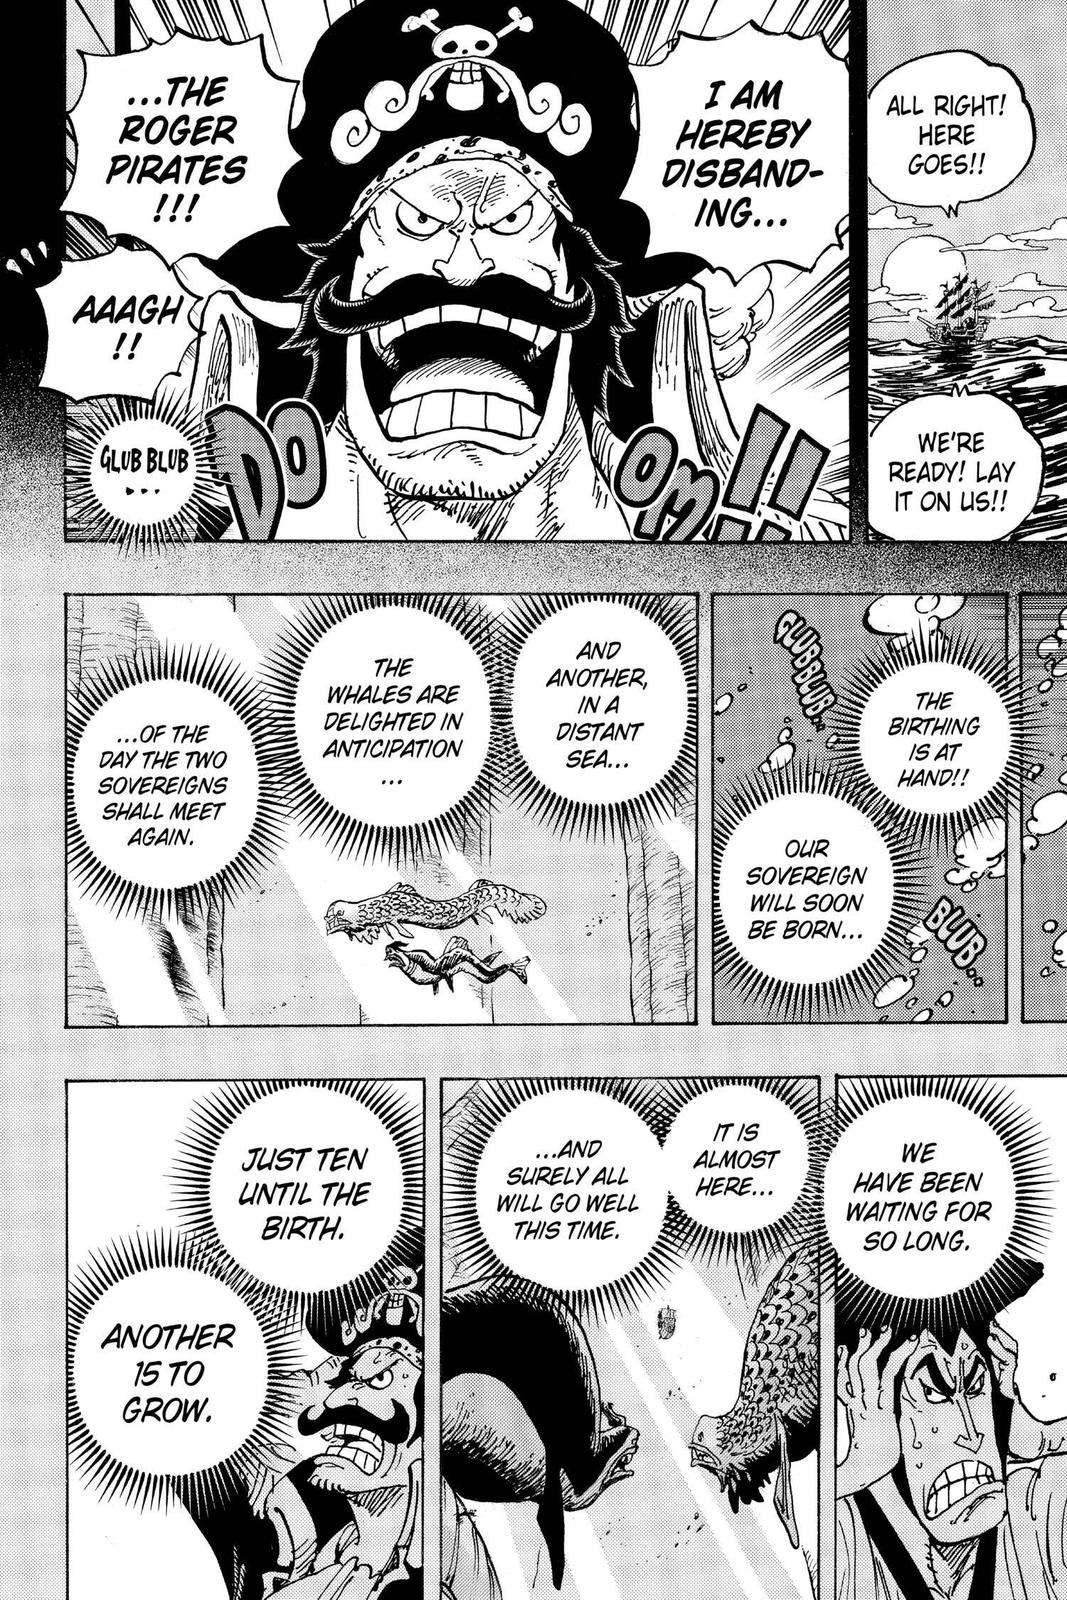 ALL RIGHT!
HERE
GOES!!
WE'RE
READY! LAY
IT ON US!!
I AM
HEREBY
DISBAND-
ING...
...THE
ROGER
PIRATES
!!!
AAAGH
!!
DO
OM!!
GLUB BLUB
...
THE
BIRTHING
IS AT
HAND!!
GLUBBLUB..
OUR
SOVEREIGN
WILL SOON
BE BORN...
BLUB..
AND
ANOTHER,
IN A
DISTANT
SEA...
THE
WHALES ARE
DELIGHTED IN
ANTICIPATION
...
...OF THE
DAY THE TWO
SOVEREIGNS
SHALL MEET
AGAIN.
WE
HAVE BEEN
WAITING FOR
SO LONG.
IT IS
ALMOST
HERE...
...AND
SURELY ALL
WILL GO WELL
THIS TIME.
JUST TEN
UNTIL THE
BIRTH.
ANOTHER
15 TO
GROW.